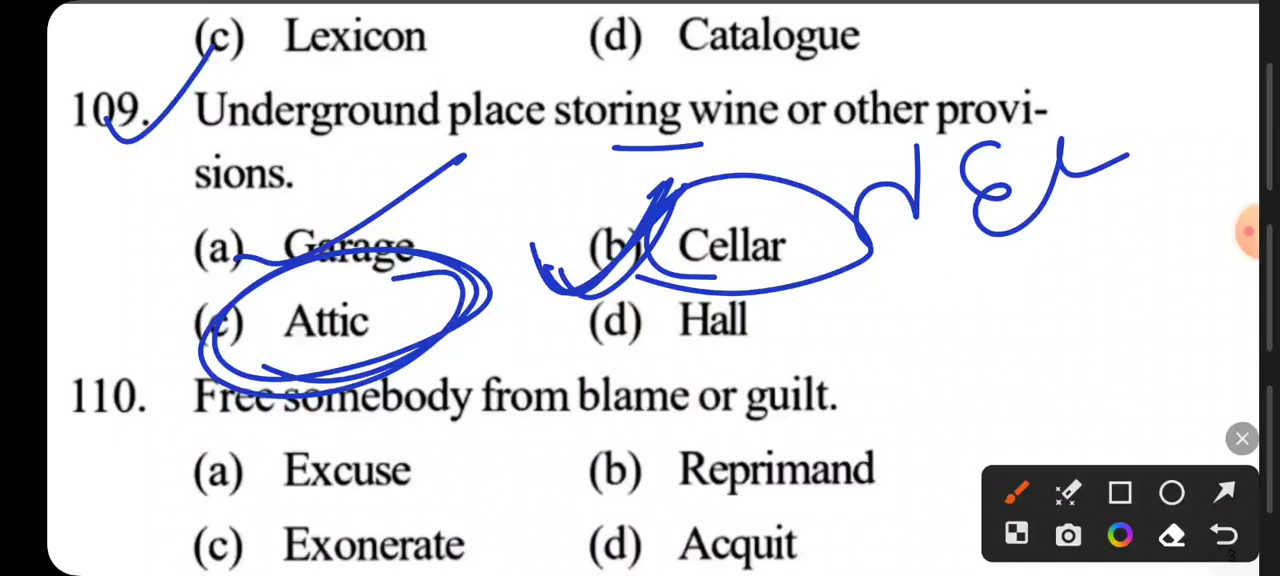 (c) Lexicon (d) Catalogue
109. Underground place storing wine or other provi-
sions.
(a) Garage (b) Cellar
(c) Attic (d) Hall
110. Free somebody from blame or guilt.
(a) Excuse (b) Reprimand
(c) Exonerate (d) Acquit
3